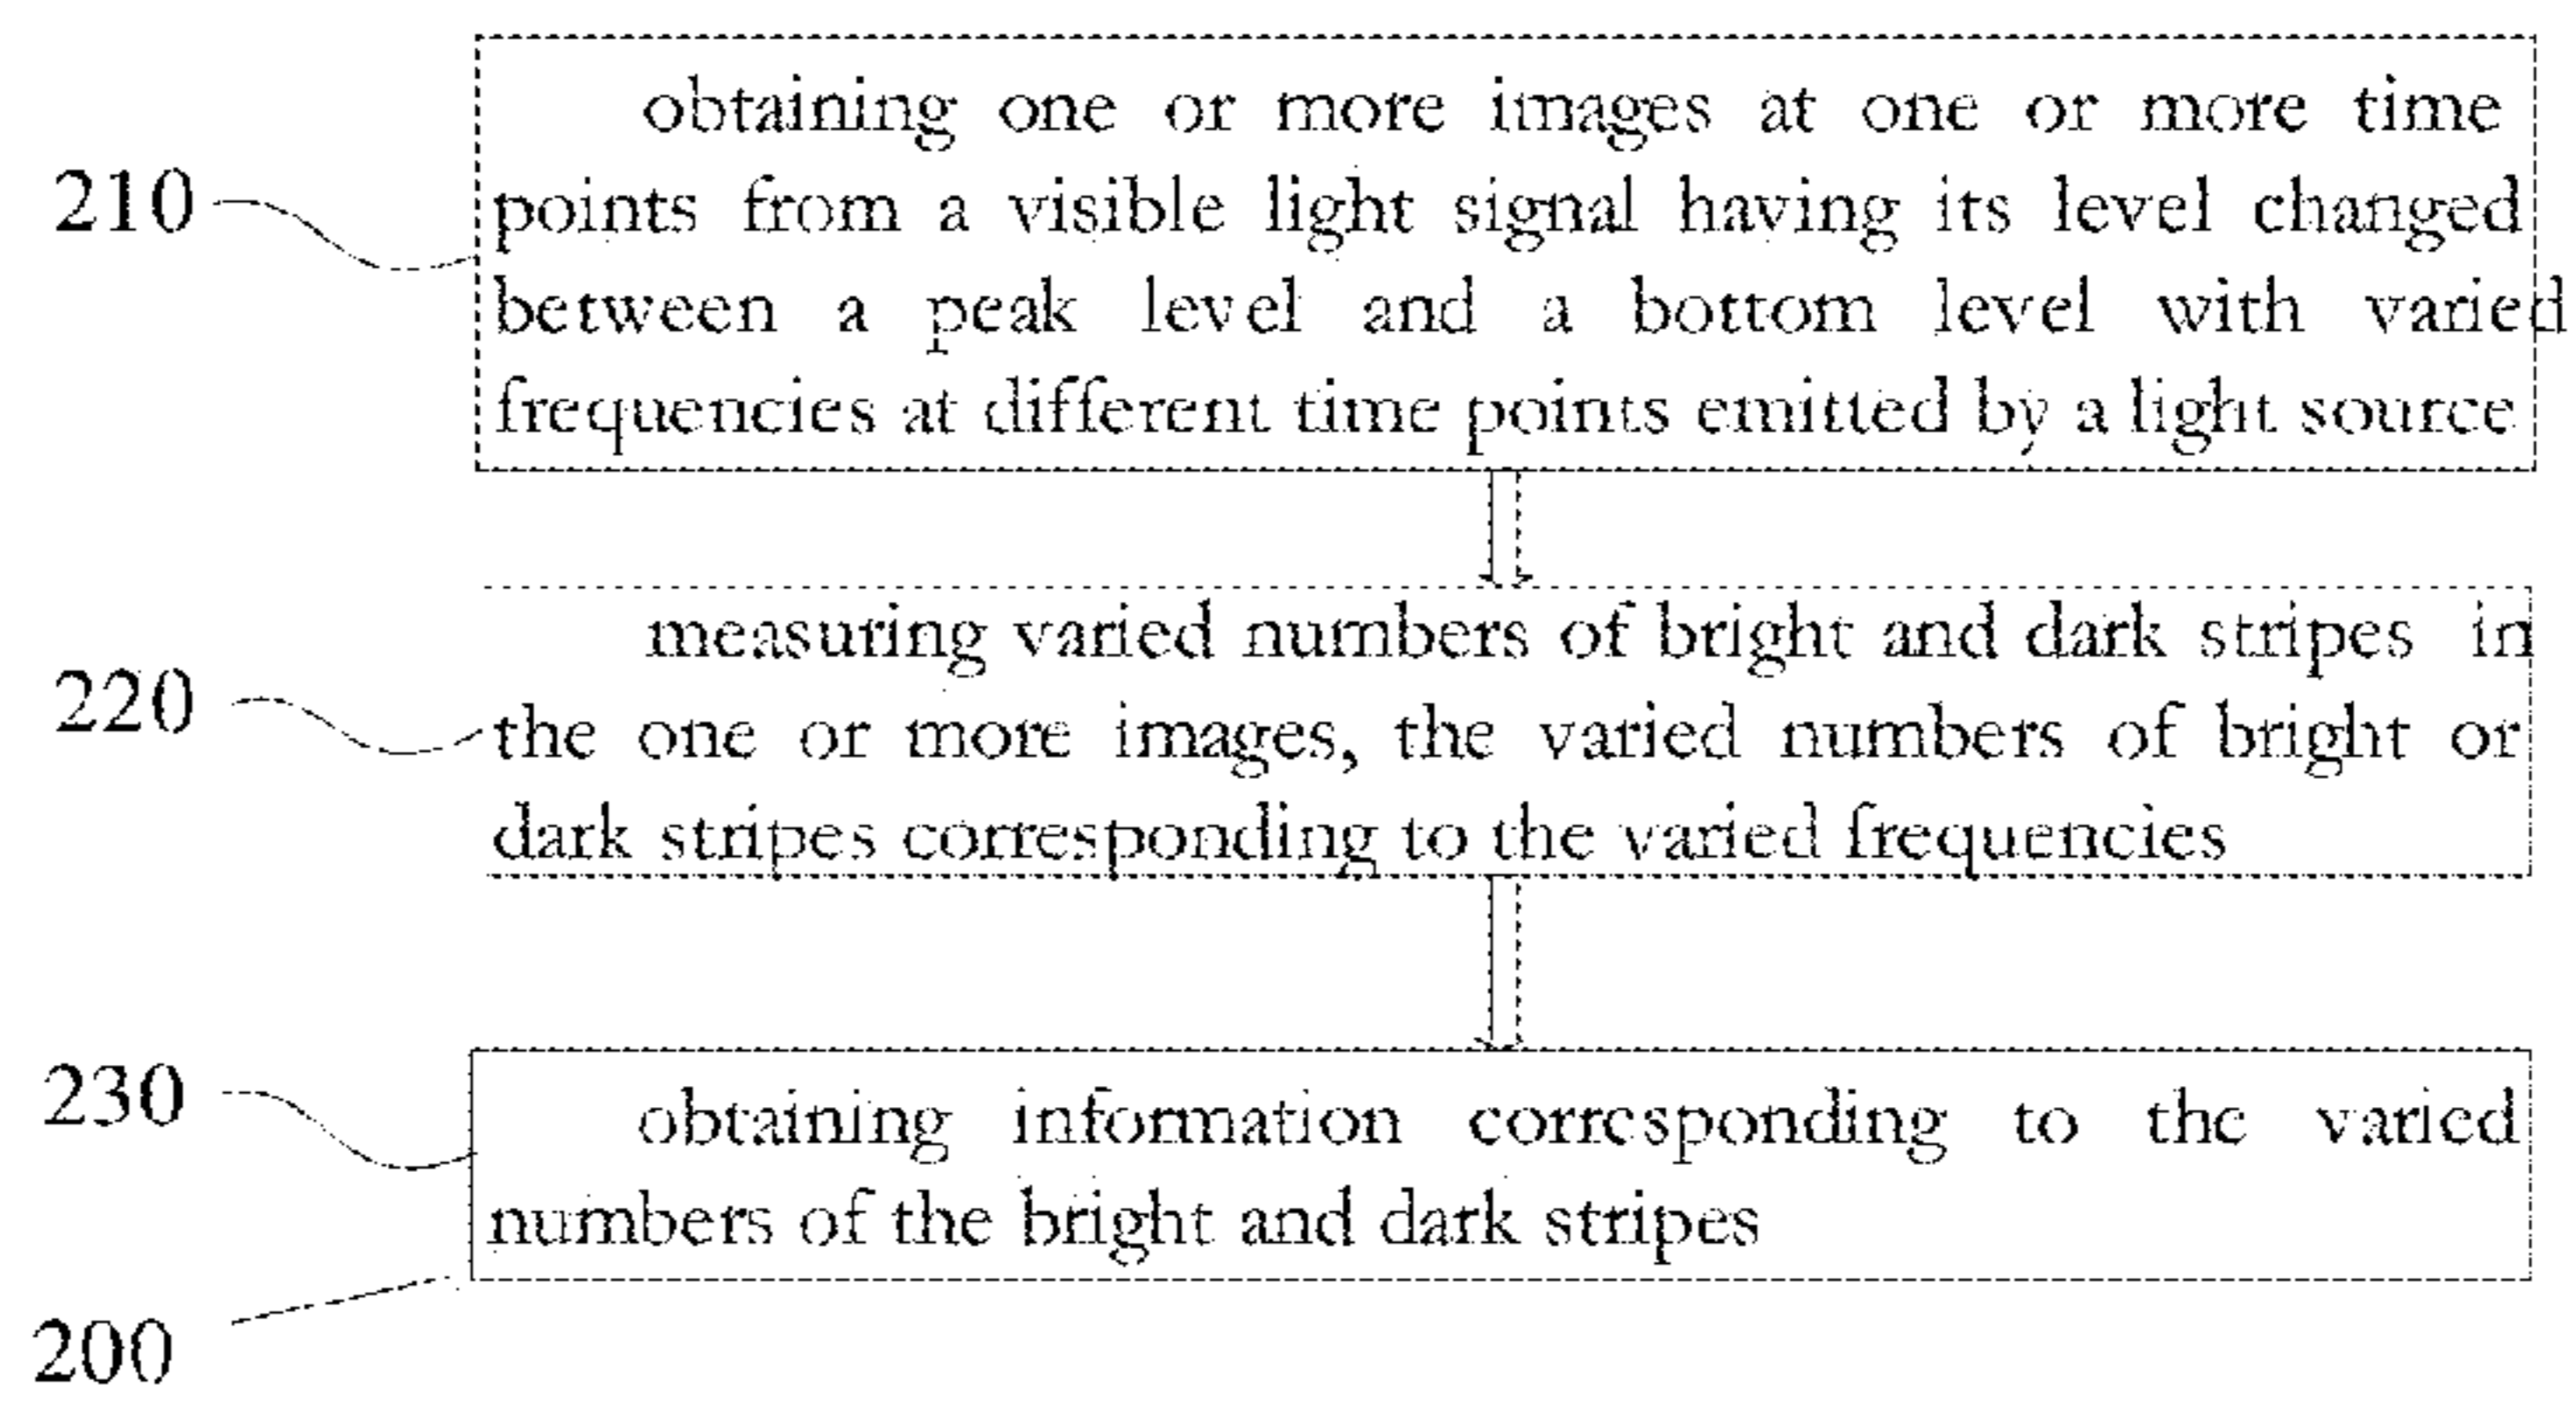 210
obtaining one or more images at one or more time
points from a visible light signal having its level changed
between a peak level and a bottom level with varied
frequencies at different time points emitted by a light source
220
measuring varied numbers of bright and dark stripes in
the one or more images, the varied numbers of bright or
dark stripes corresponding to the varied frequencies
230
obtaining information corresponding to the varied
numbers of the bright and dark stripes
200